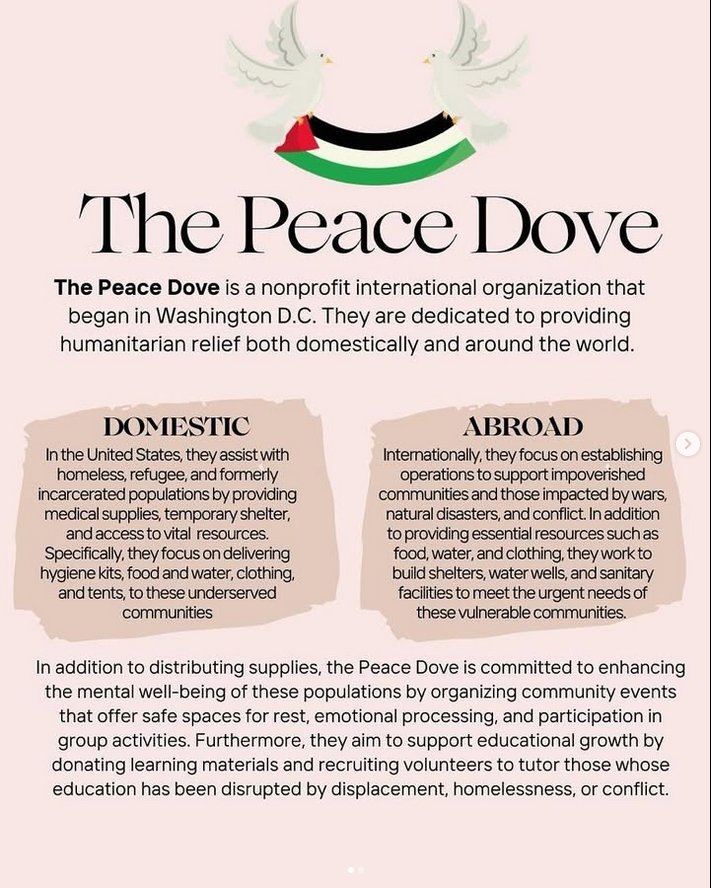 The Peace Dove
The Peace Dove is a nonprofit international organization that
began in Washington D.C. They are dedicated to providing
humanitarian relief both domestically and around the world.
DOMESTIC
In the United States, they assist with
homeless, refugee, and formerly
incarcerated populations by providing
medical supplies, temporary shelter,
and access to vital resources.
Specifically, they focus on delivering
hygiene kits, food and water, clothing,
and tents, to these underserved
communities
ABROAD
Internationally, they focus on establishing
operations to support impoverished
communities and those impacted by wars,
natural disasters, and conflict. In addition
to providing essential resources such as
food, water, and clothing, they work to
build shelters, water wells, and sanitary
facilities to meet the urgent needs of
these vulnerable communities.
In addition to distributing supplies, the Peace Dove is committed to enhancing
the mental well-being of these populations by organizing community events
that offer safe spaces for rest, emotional processing, and participation in
group activities. Furthermore, they aim to support educational growth by
donating learning materials and recruiting volunteers to tutor those whose
education has been disrupted by displacement, homelessness, or conflict.